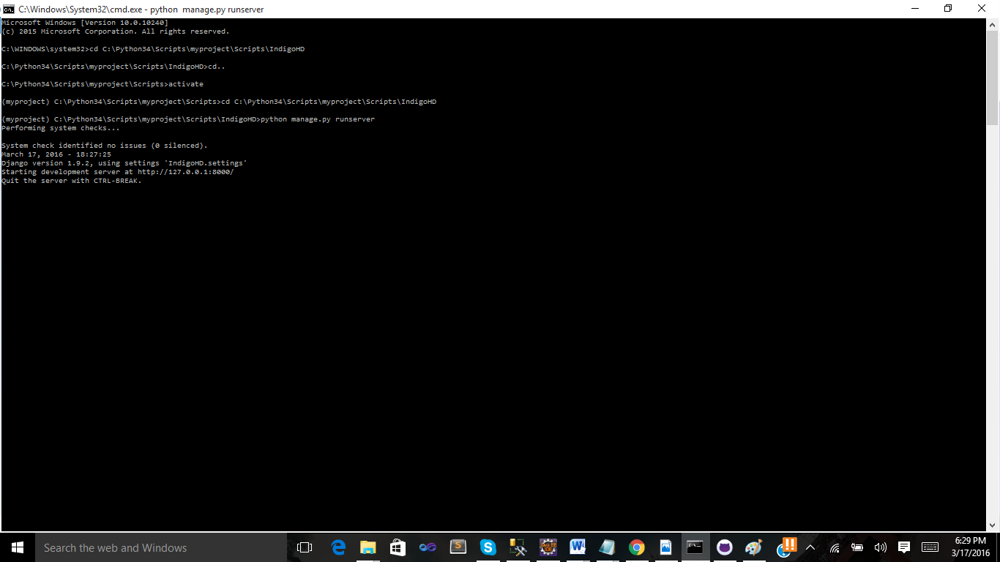 C:\Windows\System32\cmd.exe - python  manage.py runserver
Microsoft Windows [Version 10.0.10240]
(c) 2015 Microsoft Corporation. All rights reserved.
C:\WINDOWS\system32>cd C:\Python34\Scripts\myproject\Scripts\IndigoHD
C:\Python34\Scripts\myproject\Scripts\IndigoHD>cd..
C:\Python34\Scripts\myproject\Scripts>activate
(myproject) C:\Python34\Scripts\myproject\Scripts>cd C:\Python34\Scripts\myproject\Scripts\IndigoHD
(myproject) C:\Python34\Scripts\myproject\Scripts\IndigoHD>python manage.py runserver
Performing system checks...
System check identified no issues (0 silenced).
March 17, 2016 - 18:27:25
Django version 1.9.2, using settings 'IndigoHD.settings'
Starting development server at http://127.0.0.1:8000/
Quit the server with CTRL-BREAK.
Search the web and Windows
6:29 PM
3/17/2016